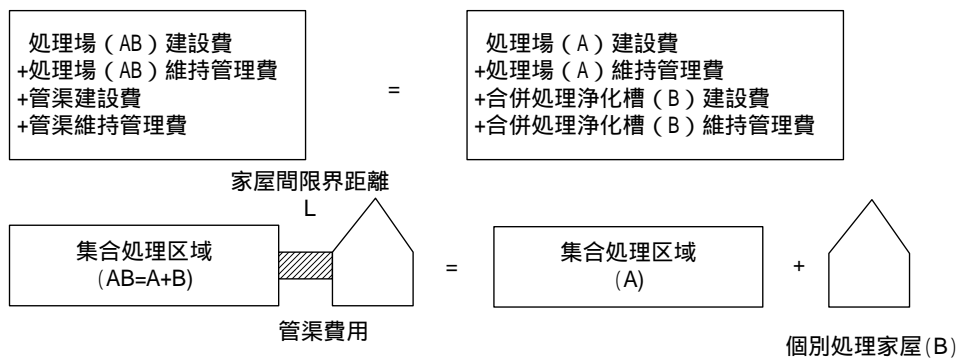 処理場（AB）建設費
+処理場（AB）維持管理費
+管渠建設費
+管渠維持管理費
=
処理場（A）建設費
+処理場（A）維持管理費
+合併処理浄化槽（B）建設費
+合併処理浄化槽（B）維持管理費
家屋間限界距離
L
集合処理区域
(AB=A+B)
=
集合処理区域
(A)
+
管渠費用
個別処理家屋(B)